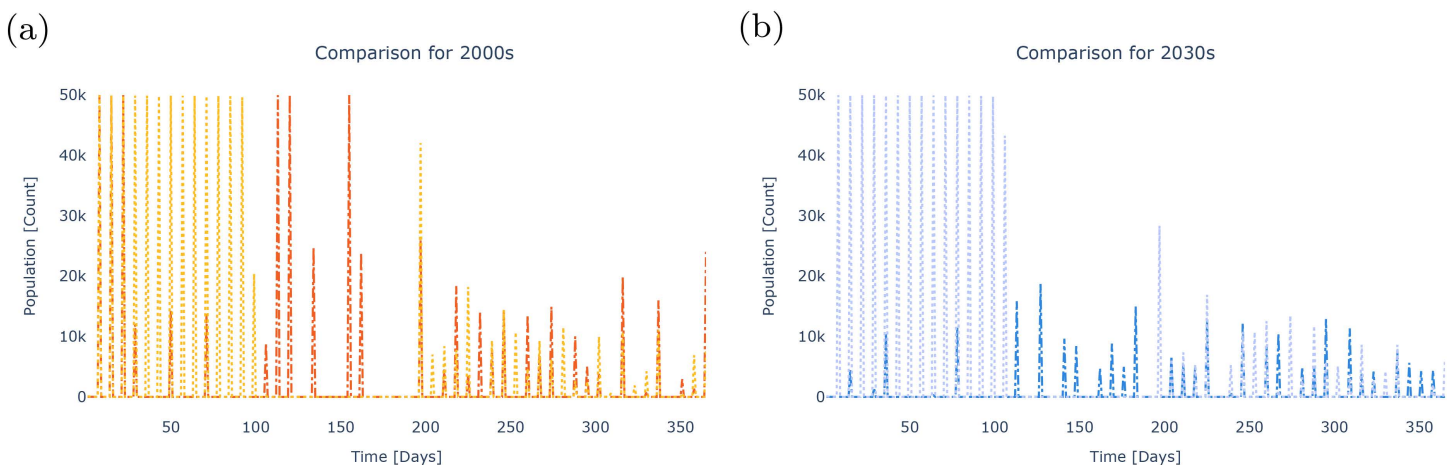 (a)
Comparison for 2000s
Population [Count]
50k
40k
30k
20k
10k
0
50
100
150
200
250
300
350
Time [Days]
(b)
Comparison for 2030s
Population [Count]
50k
40k
30k
20k
10k
0
50
100
150
200
250
300
350
Time [Days]